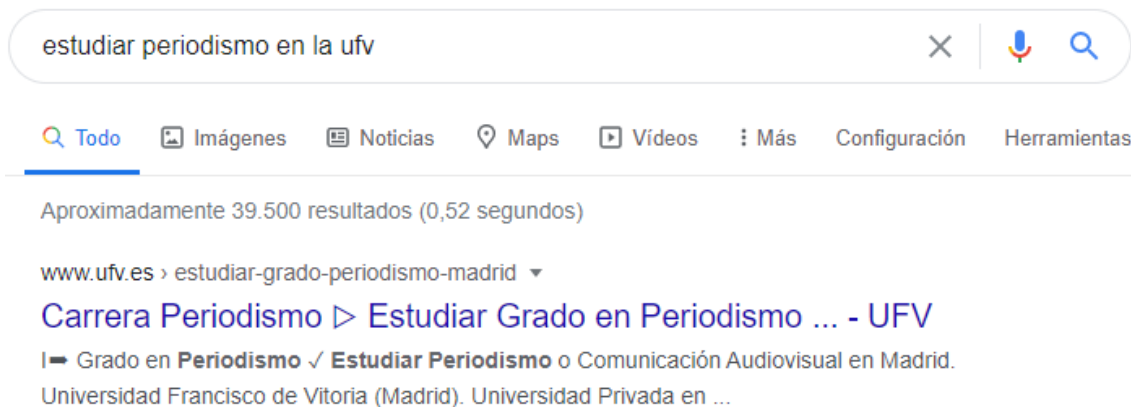 estudiar periodismo en la ufv
Todo Imágenes Noticias Maps Vídeos Más Configuración Herramientas
Aproximadamente 39.500 resultados (0,52 segundos)
www.ufv.es › estudiar-grado-periodismo-madrid ▼
Carrera Periodismo ▷ Estudiar Grado en Periodismo ... - UFV
I➡ Grado en Periodismo ✓ Estudiar Periodismo o Comunicación Audiovisual en Madrid.
Universidad Francisco de Vitoria (Madrid). Universidad Privada en ...